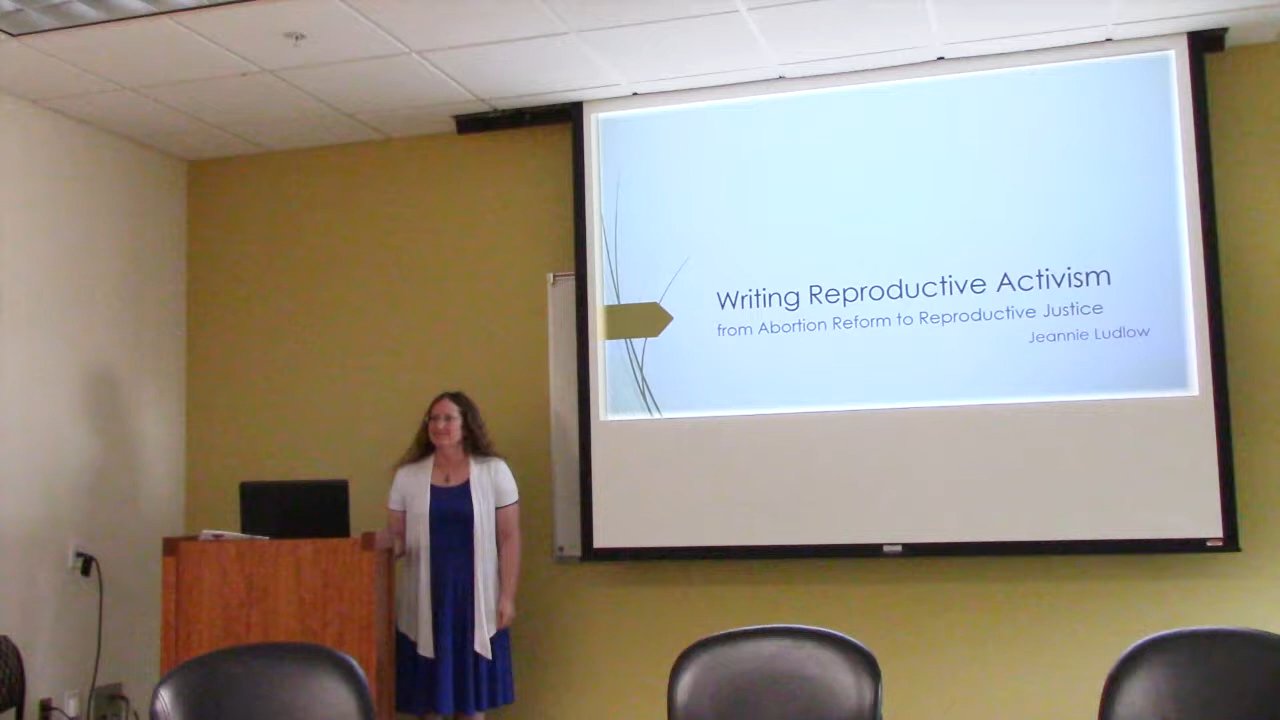 Writing Reproductive Activism
from Abortion Reform to Reproductive Justice
Jeannie Ludlow